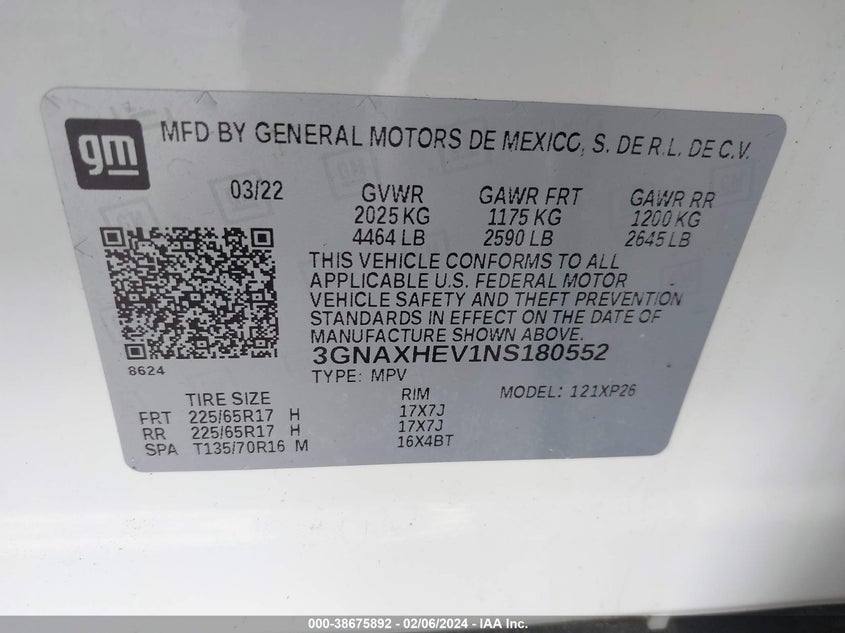 gm
MFD BY GENERAL MOTORS DE MEXICO, S. DE R.L. DE C.V.
03/22 GVWR GAWR FRT GAWR RR
2025 KG 1175 KG 1200 KG
4464 LB 2590 LB 2645 LB
THIS VEHICLE CONFORMS TO ALL
APPLICABLE U.S. FEDERAL MOTOR
VEHICLE SAFETY AND THEFT PREVENTION
STANDARDS IN EFFECT ON THE DATE OF
MANUFACTURE SHOWN ABOVE.
3GNAXHEV1NS180552
8624
TYPE: MPV MODEL: 121XP26
TIRE SIZE RIM
FRT 225/65R17 H 17X7J
RR 225/65R17 H 17X7J
SPA T135/70R16 M 16X4BT
000-38675892 - 02/06/2024 - IAA Inc.